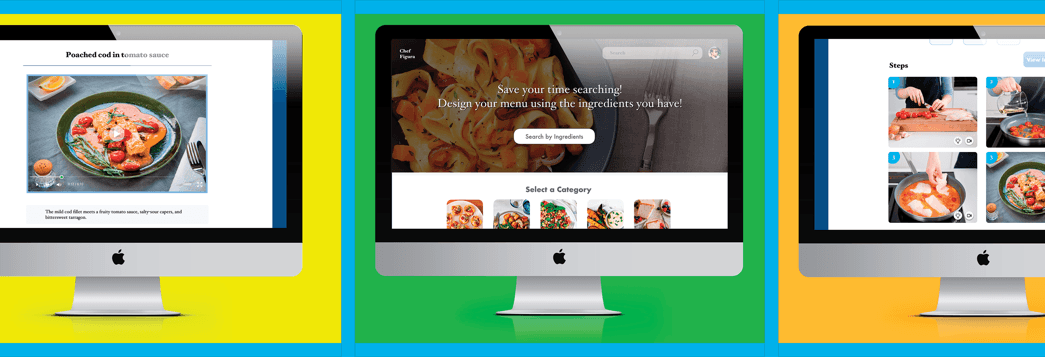 Poached cod in tomato sauce
The mild cod fillet meets a fruity tomato sauce, salty-sour capers, and
bittersweet tarragon.
Chef
Figura
Search
Save your time searching!
Design your menu using the ingredients you have!
Search by Ingredients
Select a Category
View
Steps
1
2
3